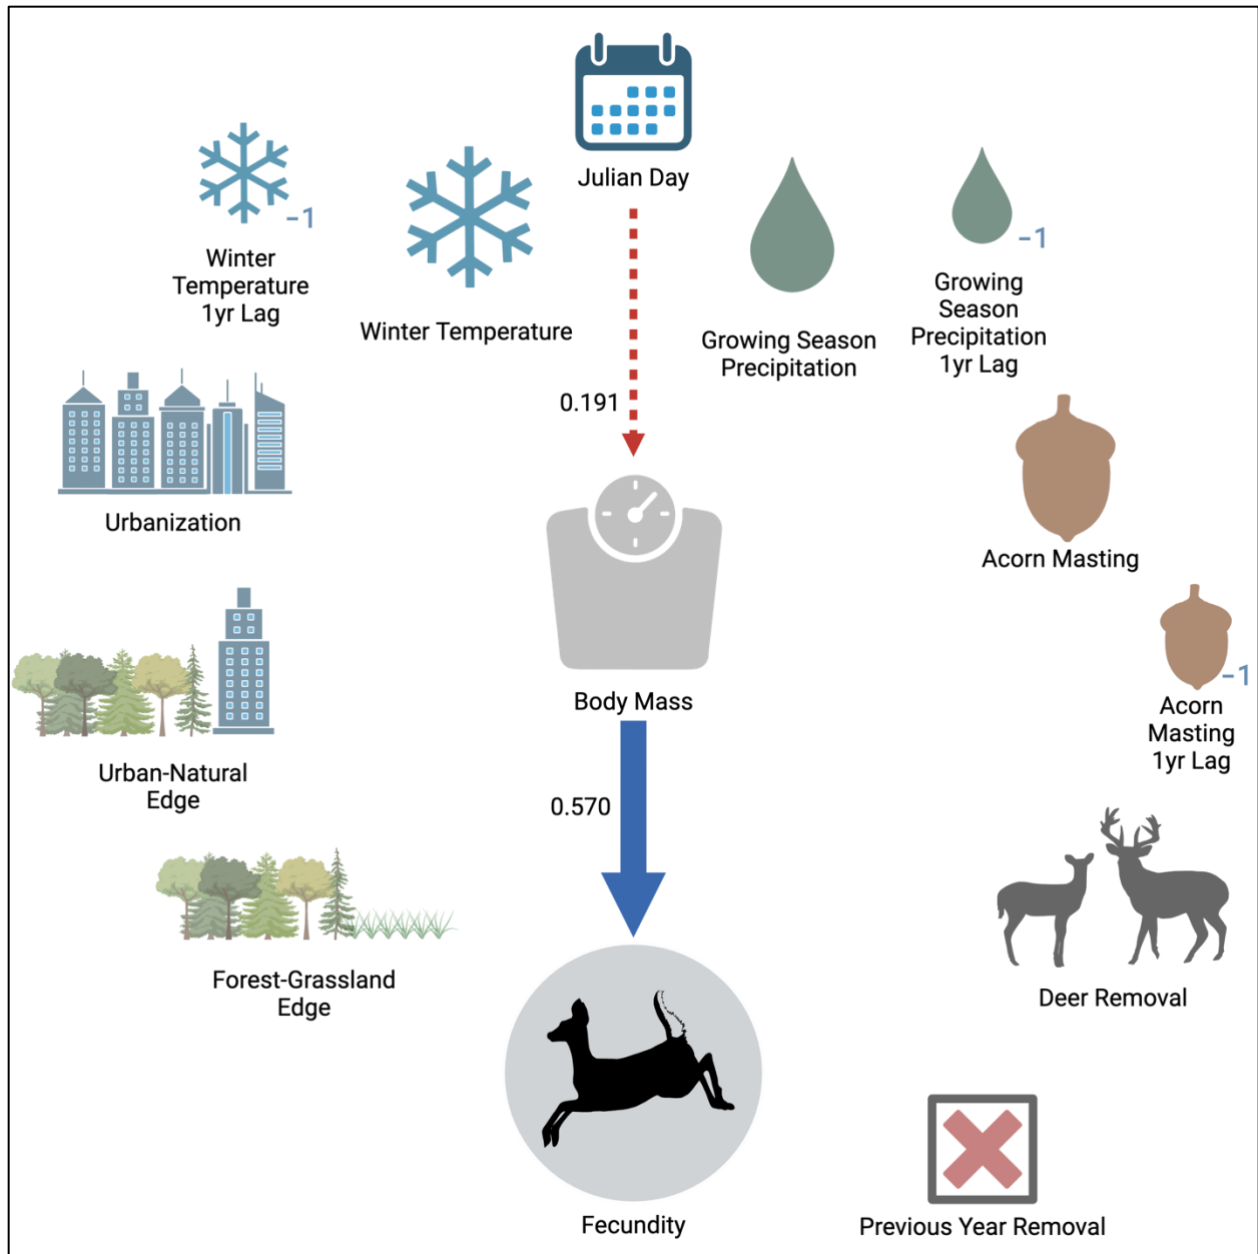 Julian Day
-1
Winter
Temperature
1yr Lag
Winter Temperature
Growing Season
Precipitation
-1
Growing
Season
Precipitation
1yr Lag
0.191
Urbanization
Acorn Masting
Body Mass
-1
Acorn
Masting
1yr Lag
Urban-Natural
Edge
0.570
Forest-Grassland
Edge
Deer Removal
Fecundity
Previous Year Removal